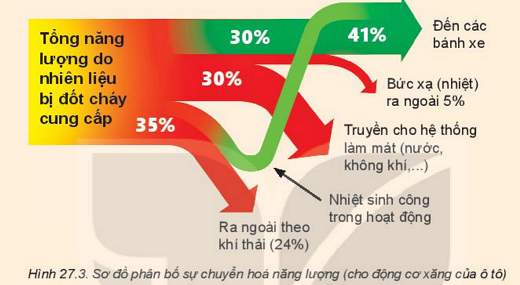 Tổng năng
lượng do
nhiên liệu
bị đốt cháy
cung cấp
30%
41%
Đến các
bánh xe
30%
Bức xạ (nhiệt)
ra ngoài 5%
35%
Truyền cho hệ thống
làm mát (nước,
không khí,...)
Nhiệt sinh công
trong hoạt động
Ra ngoài theo
khí thải (24%)
Hình 27.3. Sơ đồ phân bố sự chuyển hoá năng lượng (cho động cơ xăng của ô tô)